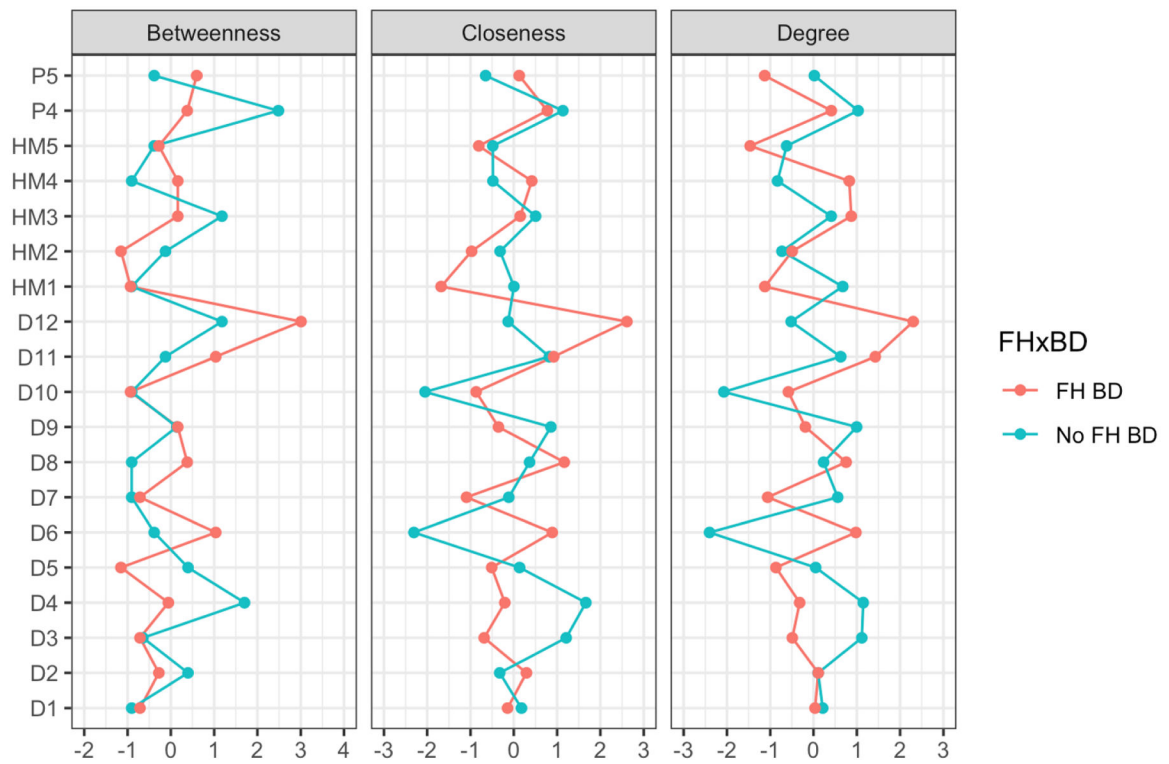 Betweenness Closeness Degree
P5
P4
HM5
HM4
HM3
HM2
HM1
D12
D11
D10
D9
D8
D7
D6
D5
D4
D3
D2
D1
-2 -1 0 1 2 3 4 -3 -2 -1 0 1 2 3 -3 -2 -1 0 1 2 3
FHxBD
FH BD
No FH BD